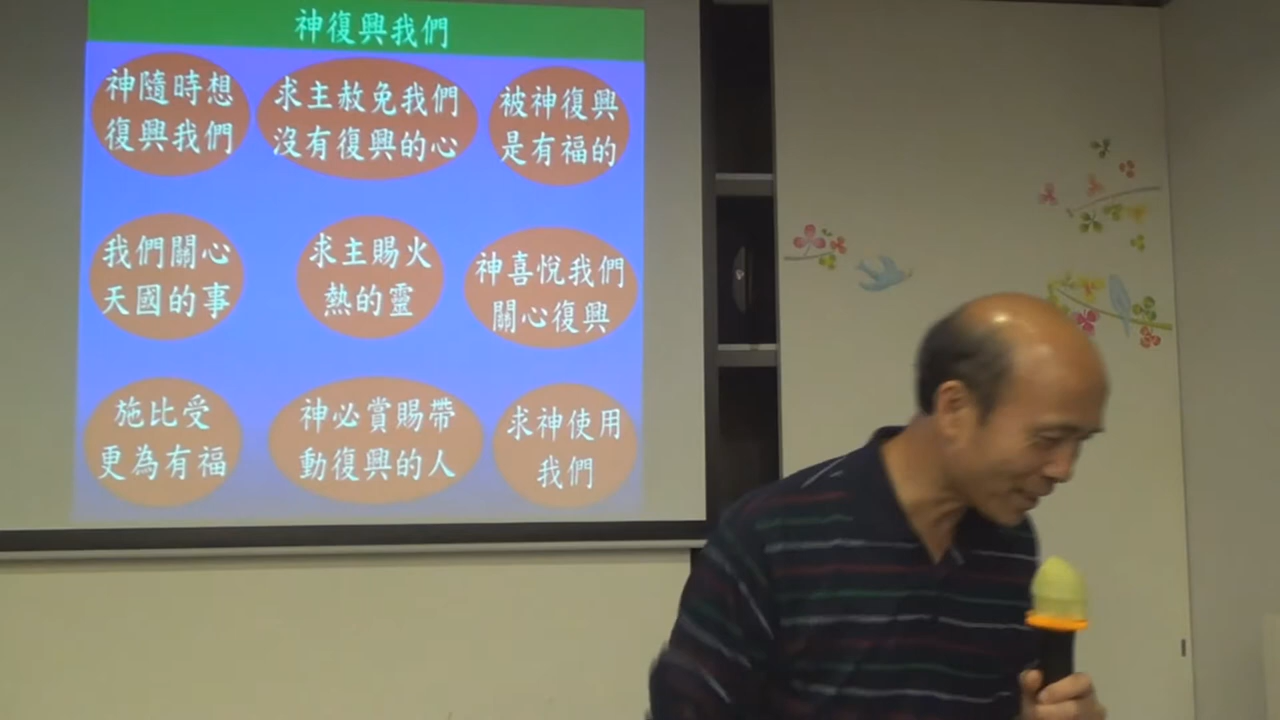 神復興我們
神隨時想
復興我們
求主赦免我們
沒有復興的心
被神復興
是有福的
我們關心
天國的事
求主賜火
熱的靈
神喜悅我們
關心復興
施比受
更為有福
神必賞賜帶
動復興的人
求神使用
我們